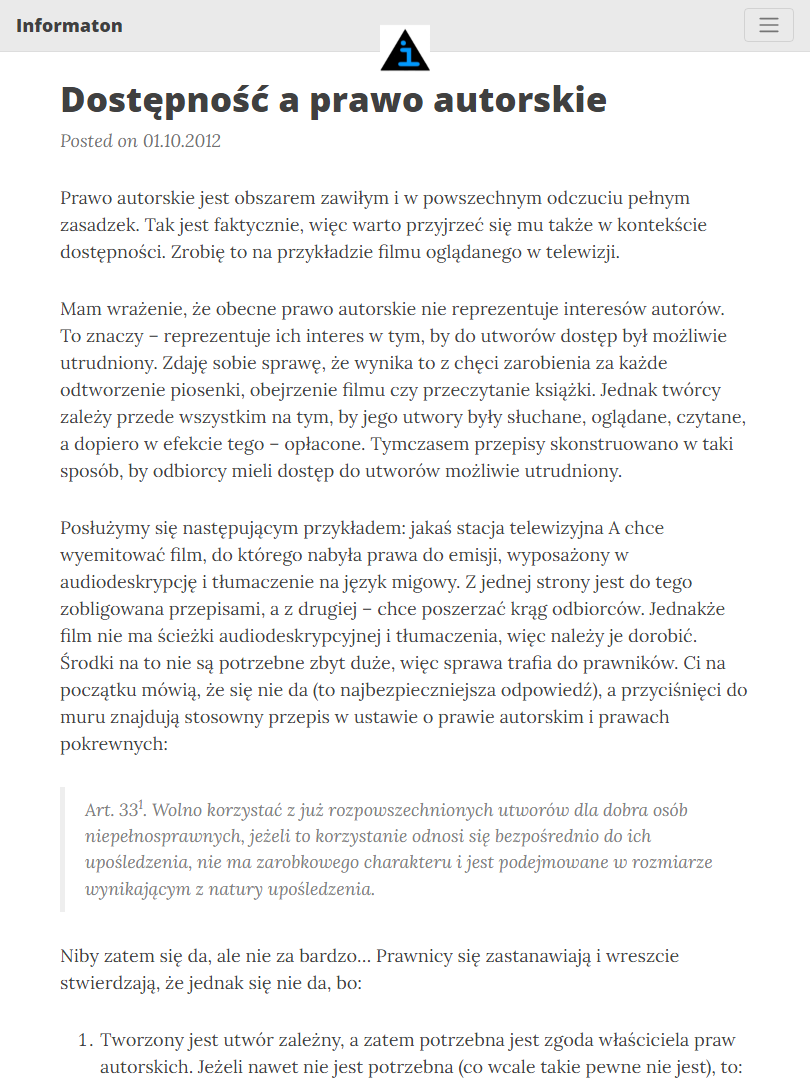 Informaton
Dostępność a prawo autorskie
Posted on 01.10.2012
Prawo autorskie jest obszarem zawiłym i w powszechnym odczuciu pełnym
zasadzek. Tak jest faktycznie, więc warto przyjrzeć się mu także w kontekście
dostępności. Zrobię to na przykładzie filmu oglądanego w telewizji.
Mam wrażenie, że obecne prawo autorskie nie reprezentuje interesów autorów.
To znaczy – reprezentuje ich interes w tym, by do utworów dostęp był możliwie
utrudniony. Zdaję sobie sprawę, że wynika to z chęci zarobienia za każde
odtworzenie piosenki, obejrzenie filmu czy przeczytanie książki. Jednak twórcy
zależy przede wszystkim na tym, by jego utwory były słuchane, oglądane, czytane,
a dopiero w efekcie tego – opłacone. Tymczasem przepisy skonstruowano w taki
sposób, by odbiorcy mieli dostęp do utworów możliwie utrudniony.
Posłużymy się następującym przykładem: jakaś stacja telewizyjna A chce
wyemitować film, do którego nabyła prawa do emisji, wyposażony w
audiodeskrypcję i tłumaczenie na język migowy. Z jednej strony jest do tego
zobligowana przepisami, a z drugiej – chce poszerzać krąg odbiorców. Jednakże
film nie ma ścieżki audiodeskrypcyjnej i tłumaczenia, więc należy je dorobić.
Środki na to nie są potrzebne zbyt duże, więc sprawa trafia do prawników. Ci na
początku mówią, że się nie da (to najbezpieczniejsza odpowiedź), a przyciśnięci do
muru znajdują stosowny przepis w ustawie o prawie autorskim i prawach
pokrewnych:
Art. 33¹. Wolno korzystać z już rozpowszechnionych utworów dla dobra osób
niepełnosprawnych, jeżeli to korzystanie odnosi się bezpośrednio do ich
upośledzenia, nie ma zarobkowego charakteru i jest podejmowane w rozmiarze
wynikającym z natury upośledzenia.
Niby zatem się da, ale nie za bardzo… Prawnicy się zastanawiają i wreszcie
stwierdzają, że jednak się nie da, bo:
1. Tworzony jest utwór zależny, a zatem potrzebna jest zgoda właściciela praw
autorskich. Jeżeli nawet nie jest potrzebna (co wcale takie pewne nie jest), to: